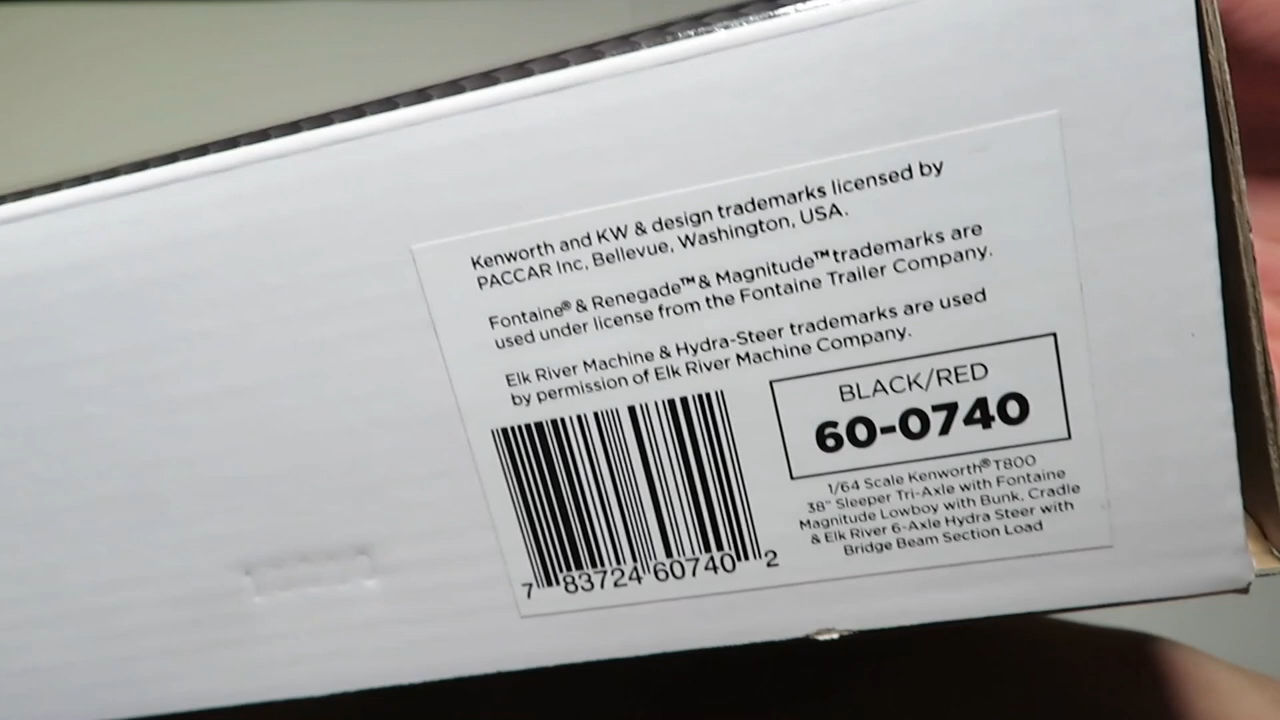 Kenworth and KW & design trademarks licensed by
PACCAR Inc, Bellevue, Washington, USA.
Fontaine® & Renegade™ & Magnitude™ trademarks are
used under license from the Fontaine Trailer Company.
Elk River Machine & Hydra-Steer trademarks are used
by permission of Elk River Machine Company.
BLACK/RED
60-0740
1/64 Scale Kenworth® T800
38" Sleeper Tri-Axle with Fontaine
Magnitude Lowboy with Bunk, Cradle
& Elk River 6-Axle Hydra Steer with
Bridge Beam Section Load
7 83724 60740 2